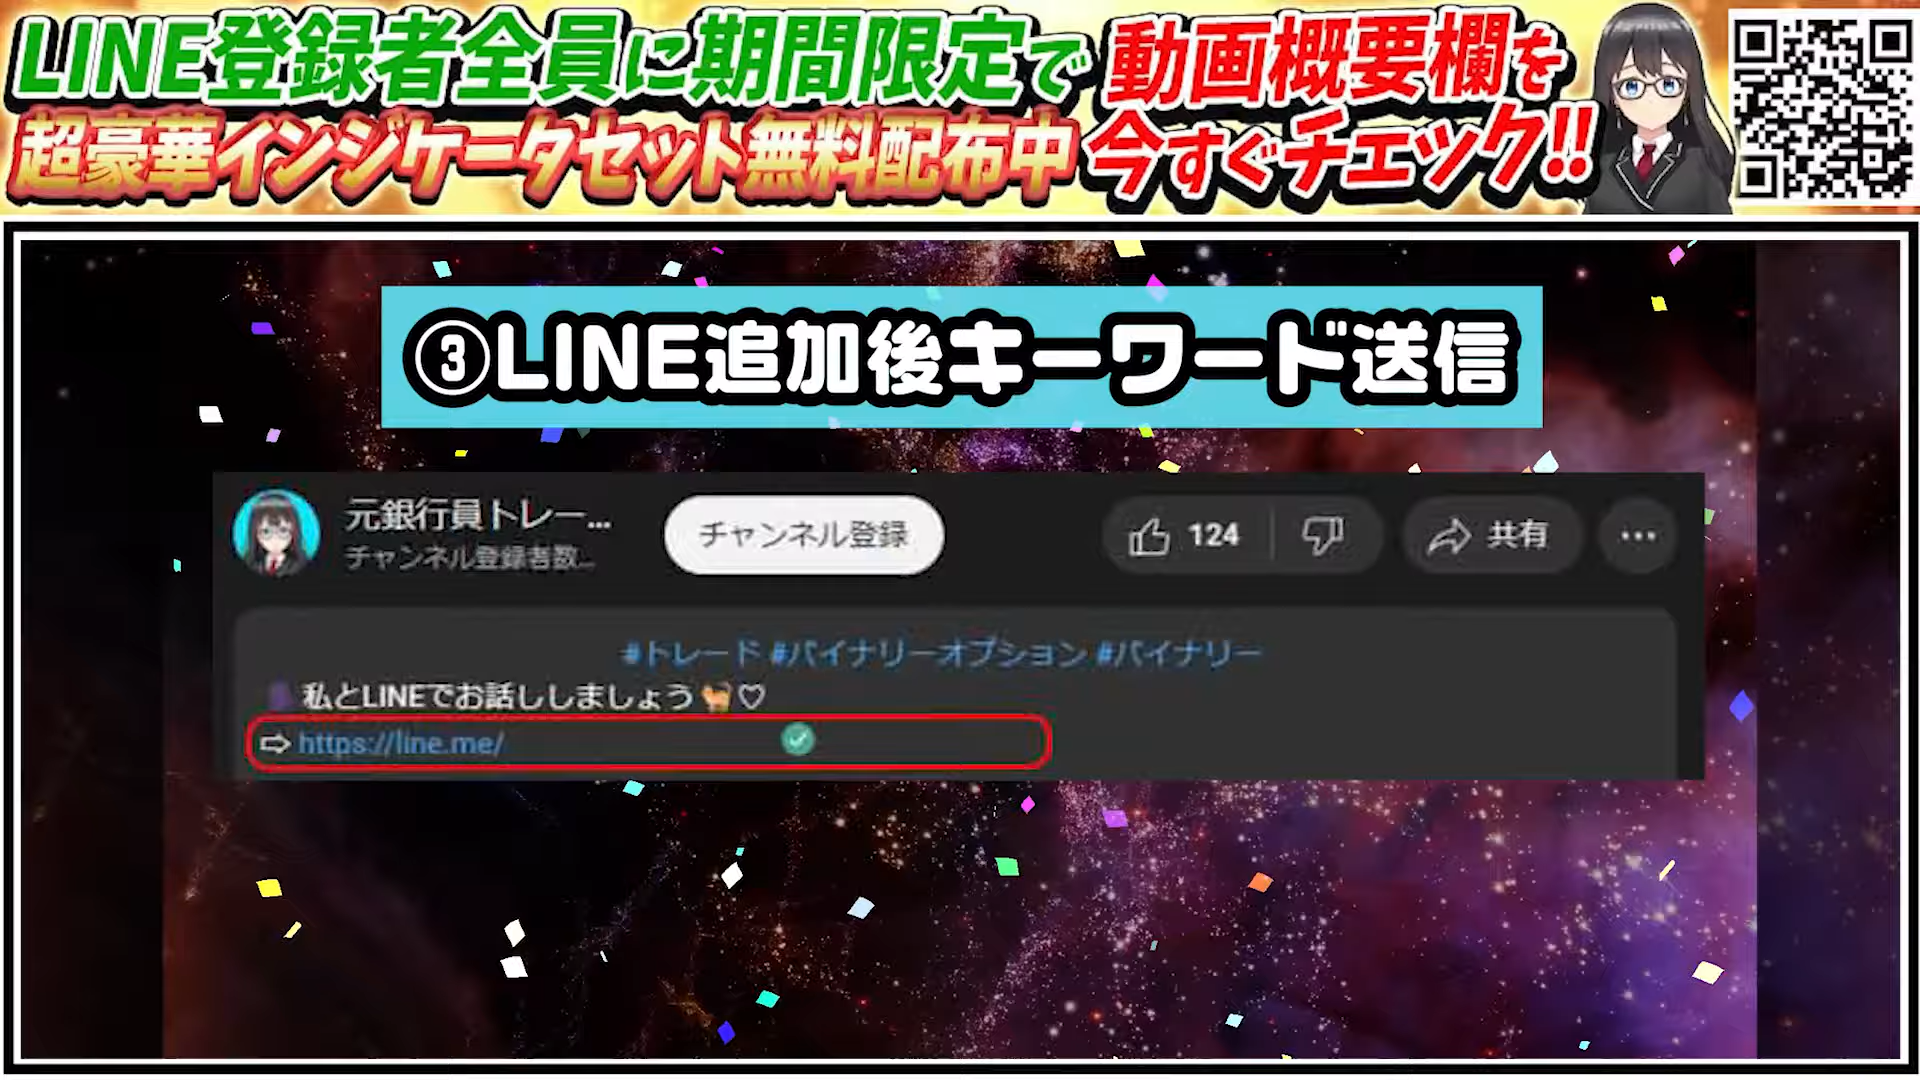 LINE登録者全員に期間限定で
超豪華インジケータセット無料配布中
動画概要欄を
今すぐチェック!!
③LINE追加後キーワード送信
元銀行員トレー...
チャンネル登録者数...
チャンネル登録
124
共有
#トレード #バイナリーオプション #バイナリー
私とLINEでお話ししましょう🐈♡
⇨ https://line.me/